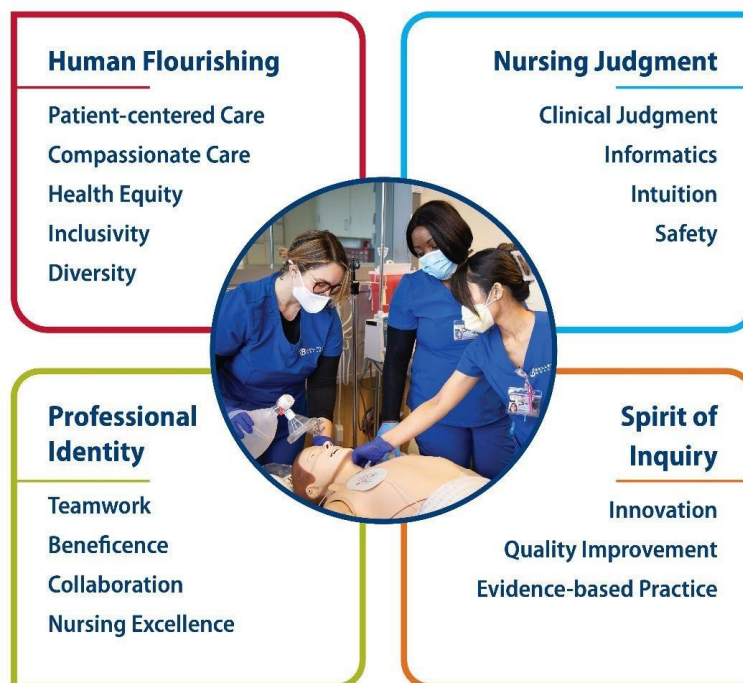 Human Flourishing
Patient-centered Care
Compassionate Care
Health Equity
Inclusivity
Diversity
Nursing Judgment
Clinical Judgment
Informatics
Intuition
Safety
Professional
Identity
Teamwork
Beneficence
Collaboration
Nursing Excellence
Spirit of
Inquiry
Innovation
Quality Improvement
Evidence-based Practice